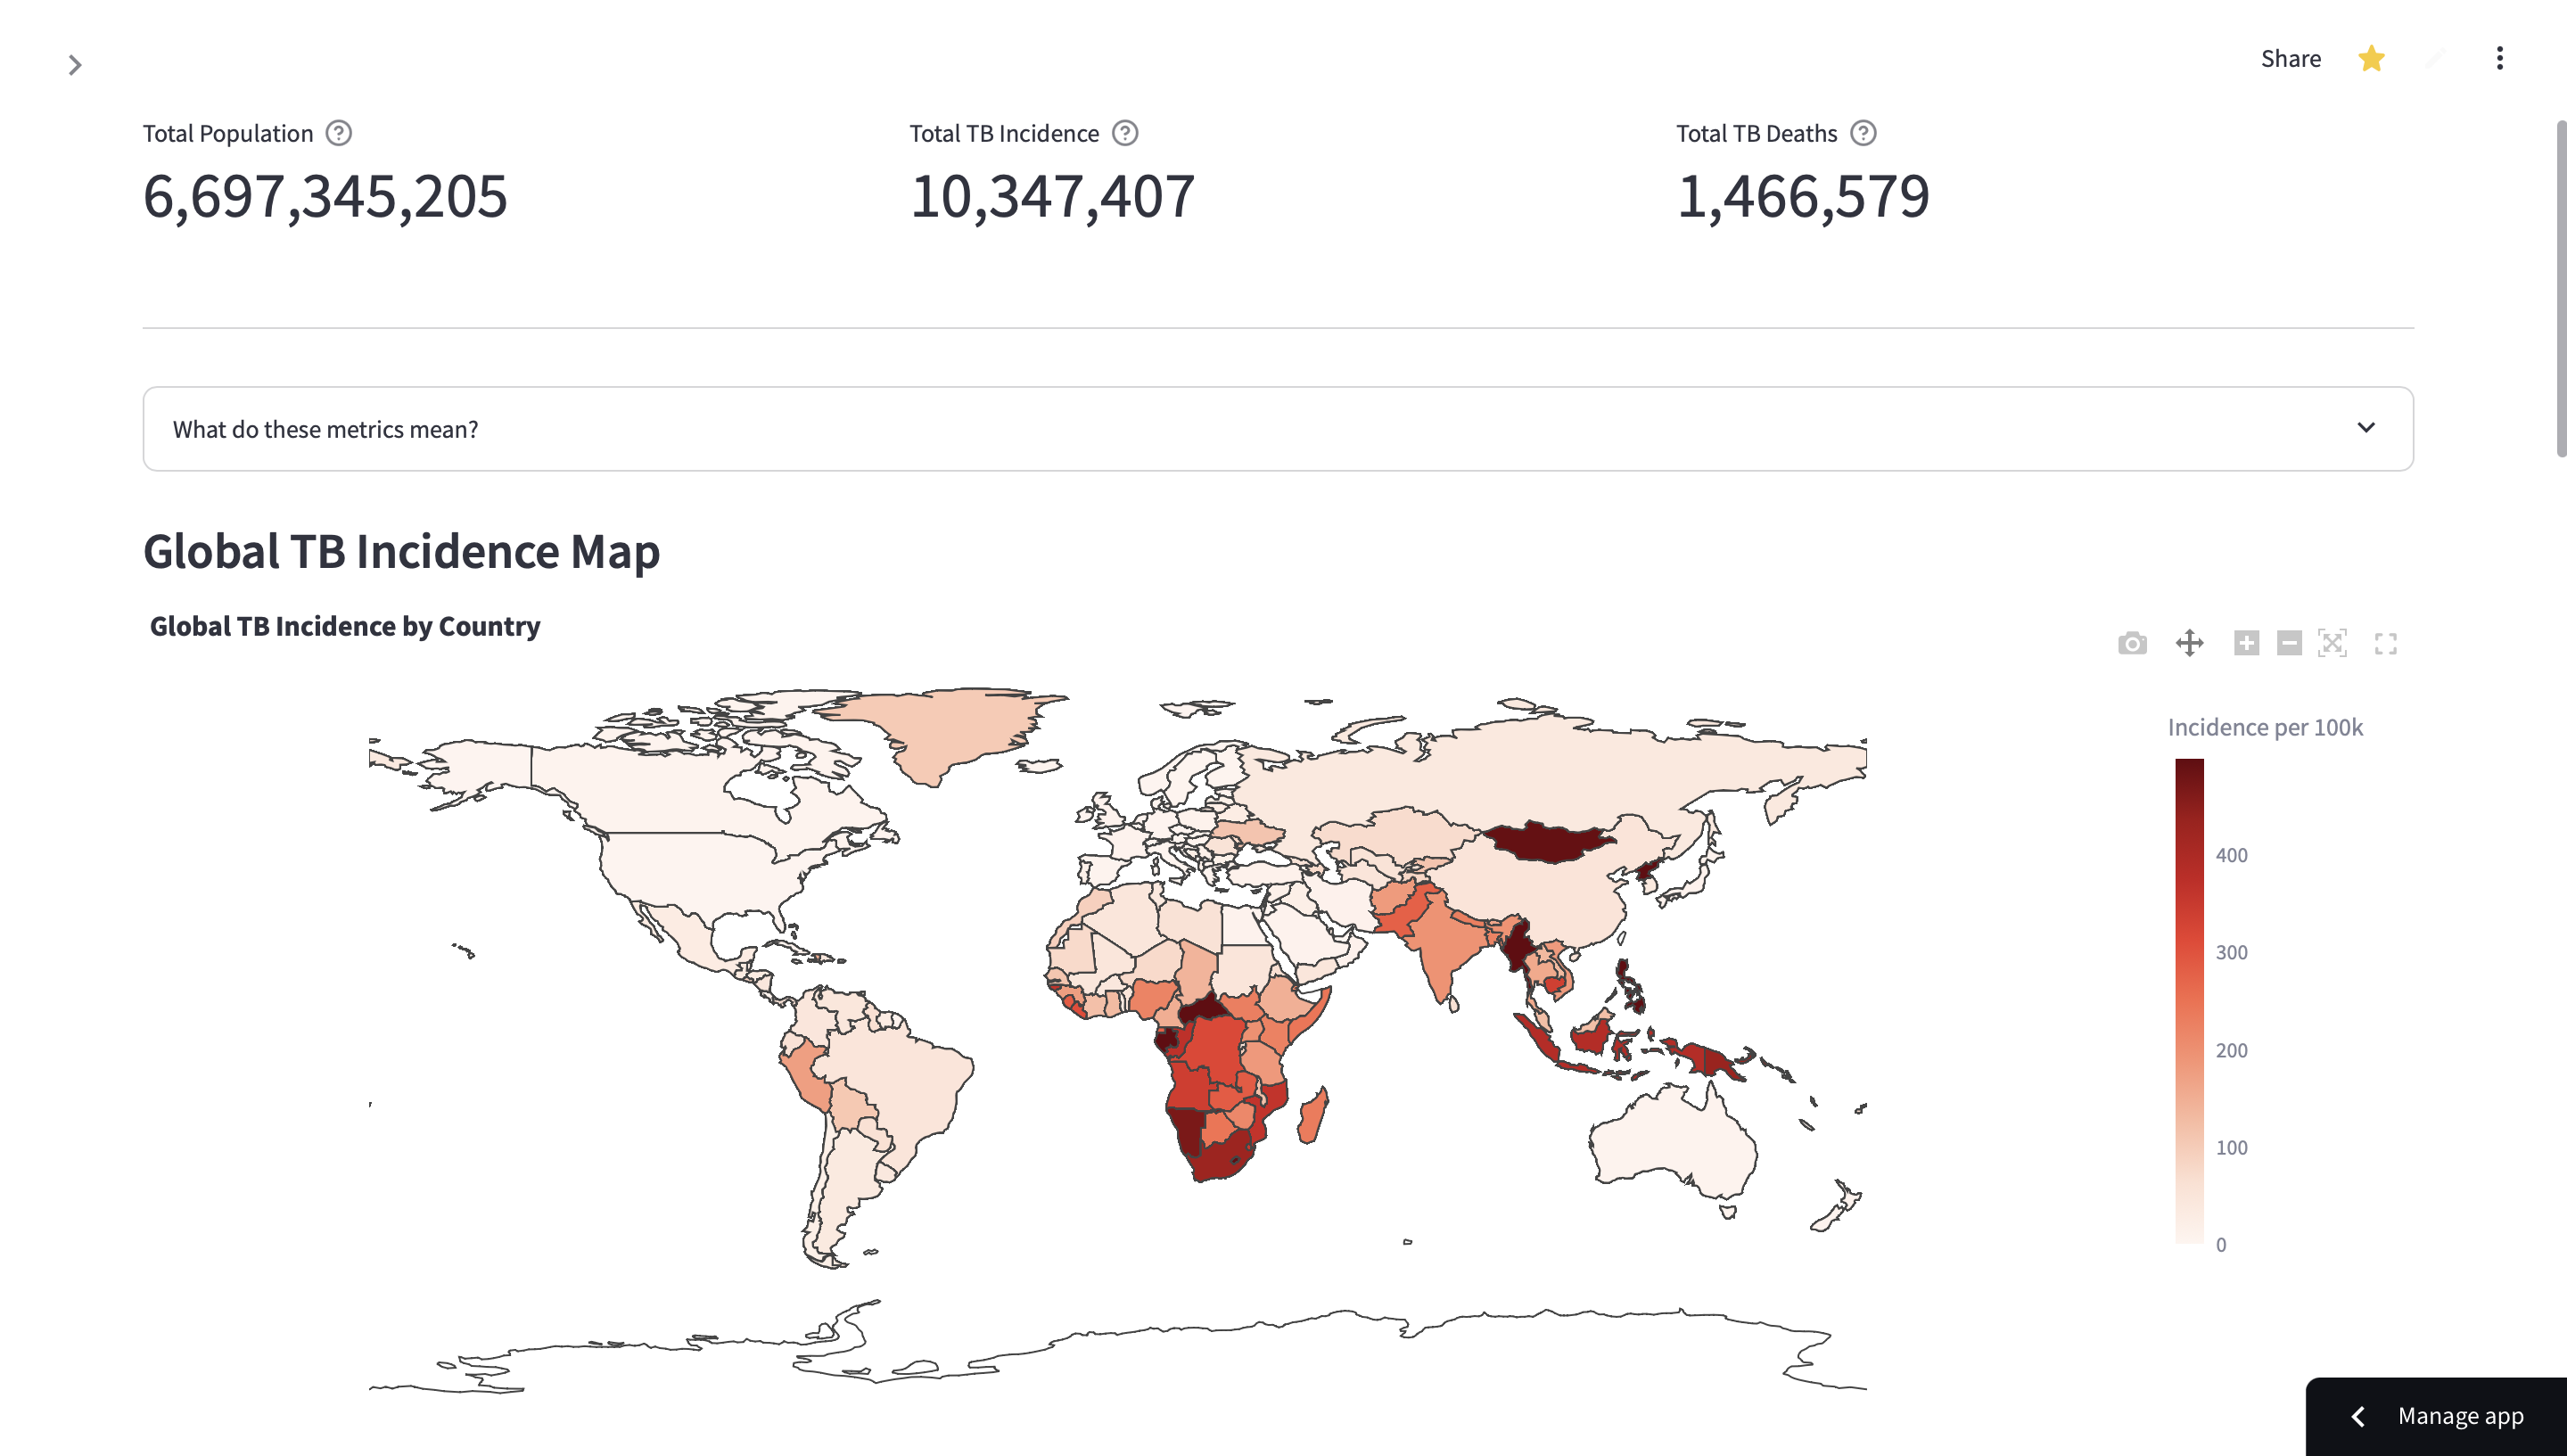 Share
Total Population
6,697,345,205
Total TB Incidence
10,347,407
Total TB Deaths
1,466,579
What do these metrics mean?
Global TB Incidence Map
Global TB Incidence by Country
Incidence per 100k
400
300
200
100
0
Manage app